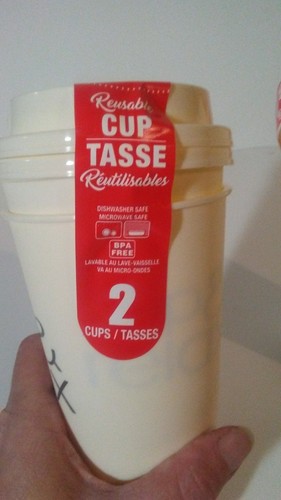 Reusable
CUP
TASSE
Réutilisables
DISHWASHER SAFE
MICROWAVE SAFE
BPA
FREE
LAVABLE AU LAVE-VAISSELLE
VA AU MICRO-ONDES
2
CUPS / TASSES